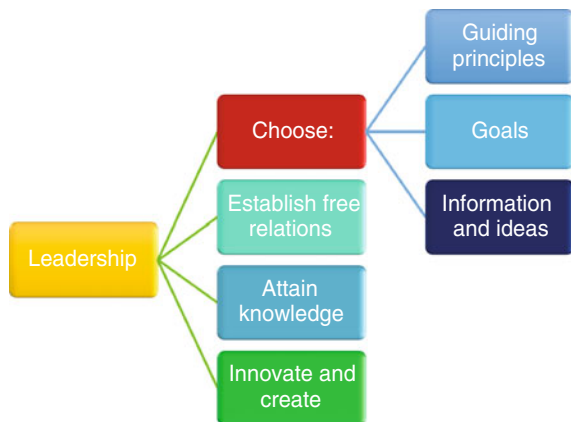 Leadership
Choose:
Guiding
principles
Goals
Information
and ideas
Establish free
relations
Attain
knowledge
Innovate and
create